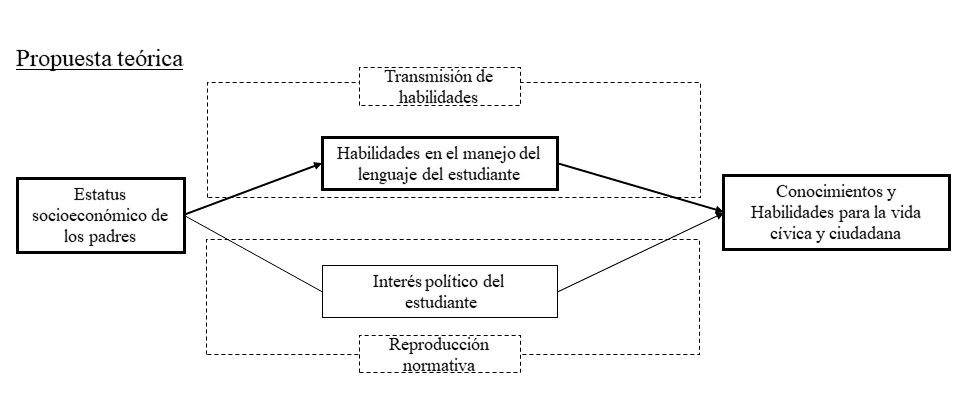 Propuesta teórica
Transmisión de
habilidades
Habilidades en el manejo del
lenguaje del estudiante
Estatus
socioeconómico de
los padres
Conocimientos y
Habilidades para la vida
cívica y ciudadana
Interés político del
estudiante
Reproducción
normativa